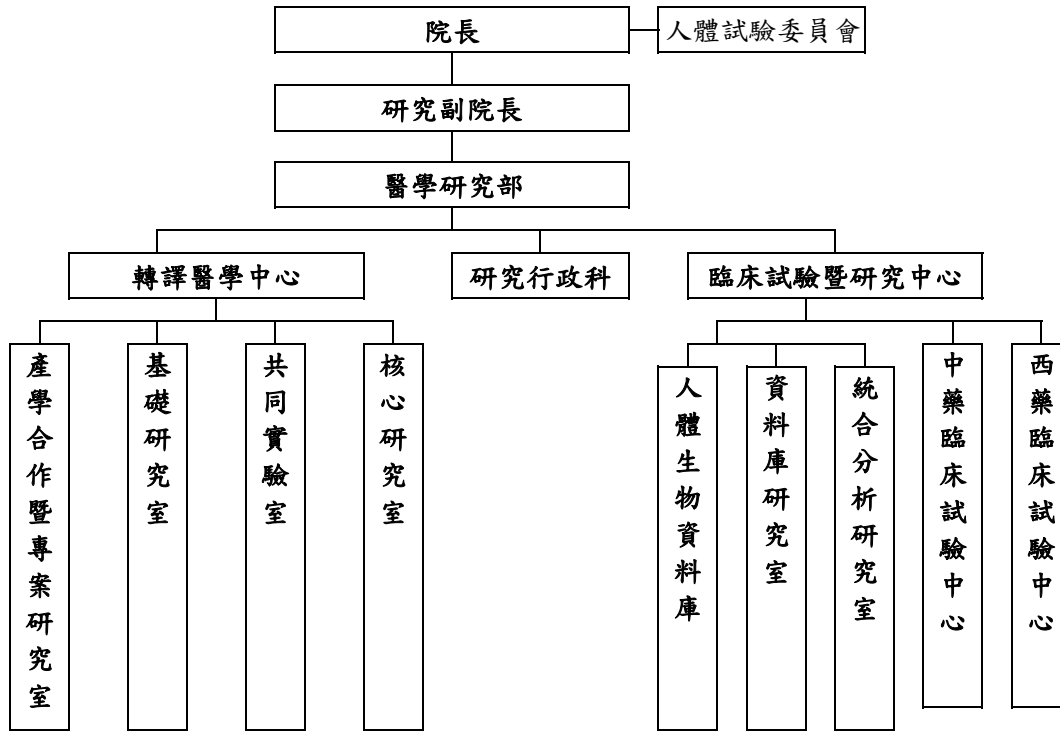 院長
人體試驗委員會
研究副院長
醫學研究部
轉譯醫學中心
研究行政科
臨床試驗暨研究中心
產學合作暨專案研究室
基礎研究室
共同實驗室
核心研究室
人體生物資料庫
資料庫研究室
統合分析研究室
中藥臨床試驗中心
西藥臨床試驗中心